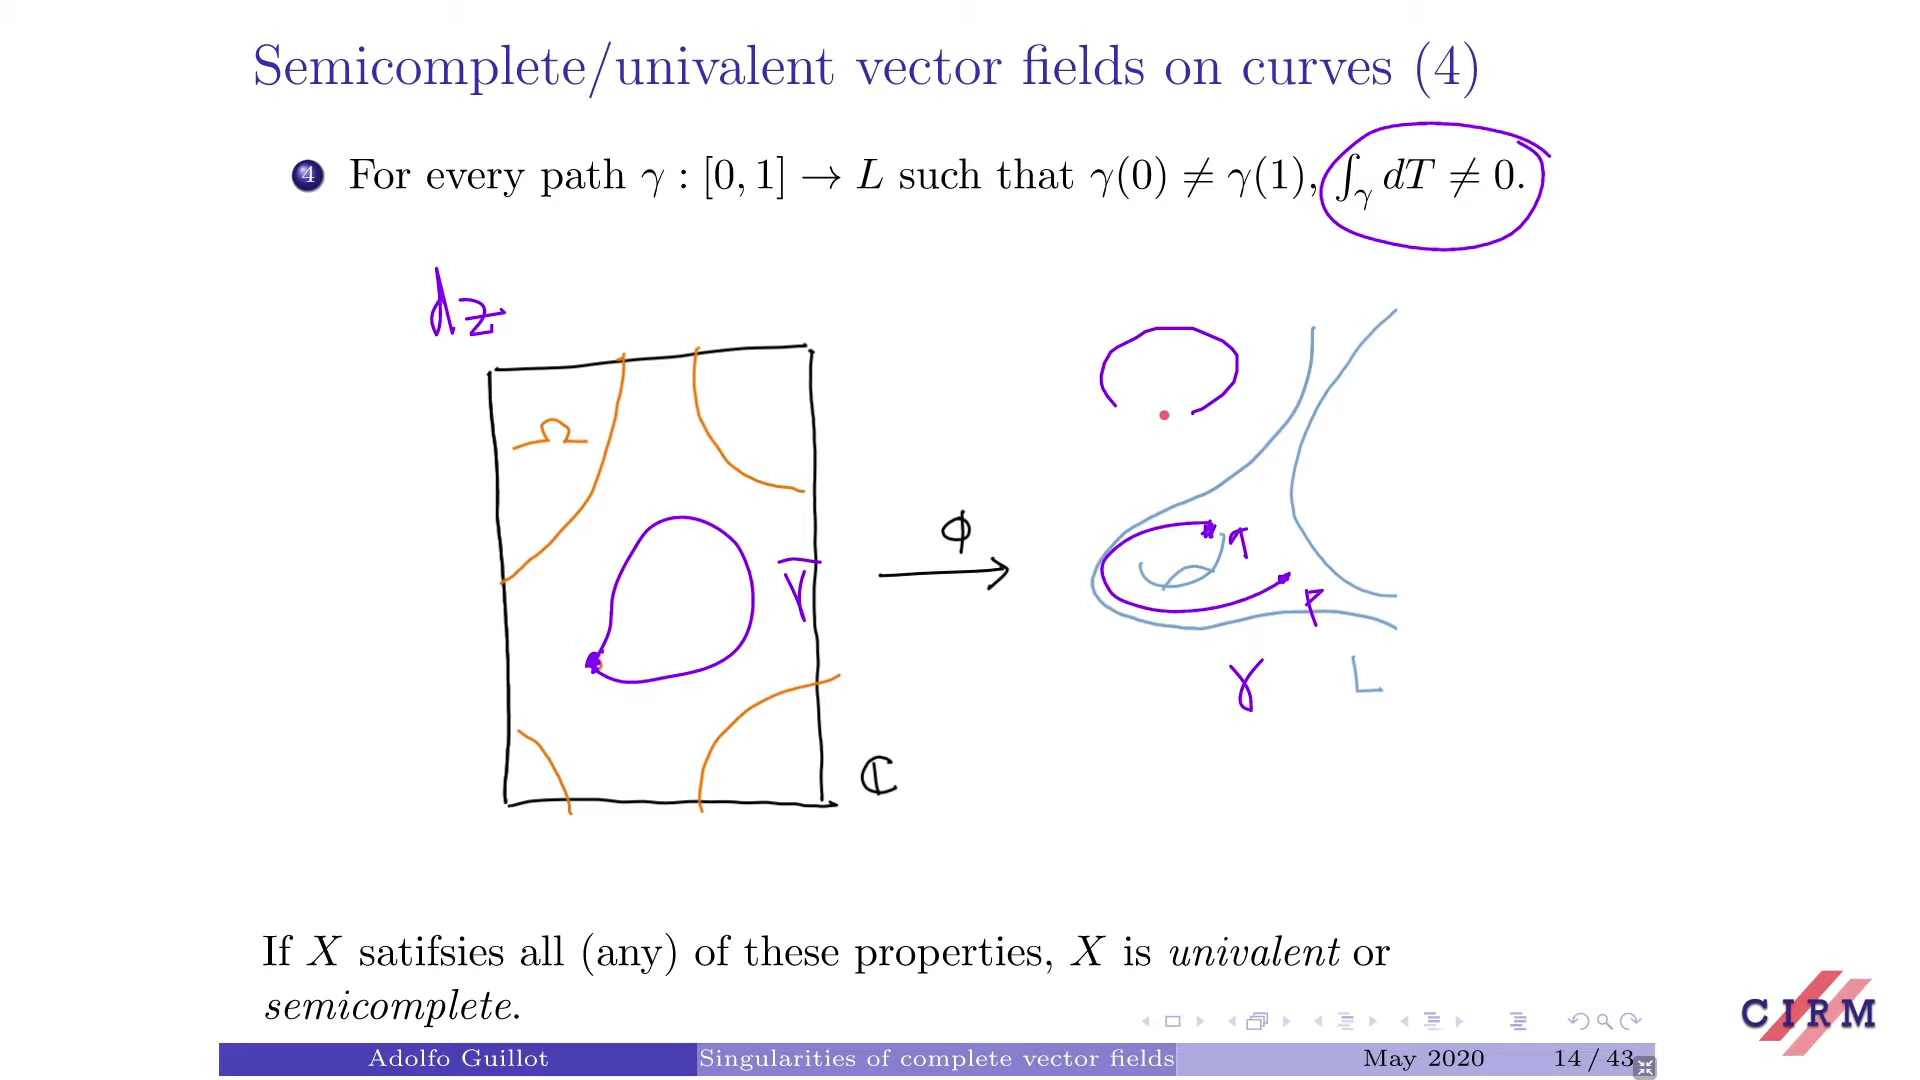 Semicomplete/univalent vector fields on curves (4)
4 For every path γ : [0, 1] → L such that γ(0) ≠ γ(1), ∫γ dT ≠ 0.
dz
Ω
ϕ
γ̄
q
p
γ
L
ℂ
If X satifsies all (any) of these properties, X is univalent or
semicomplete.
CIRM
Adolfo Guillot Singularities of complete vector fields May 2020 14 / 43